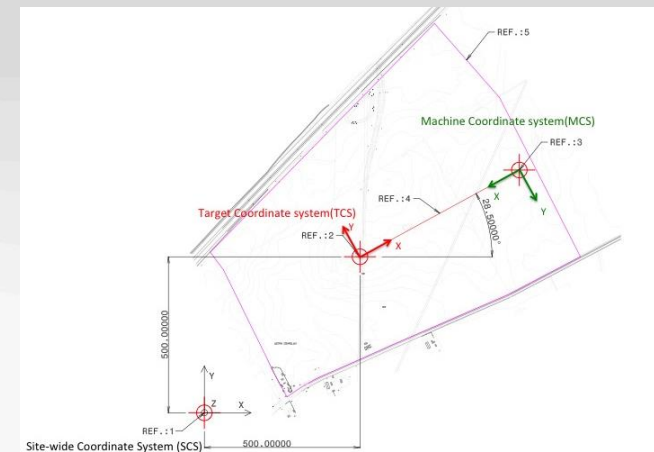 REF.:5
Machine Coordinate system(MCS)
REF.:3
REF.:4
X
Y
28.50000°
Target Coordinate system(TCS)
Y
REF.:2
X
500.00000
Y
Z
X
REF.:1
Site-wide Coordinate System (SCS)
500.00000